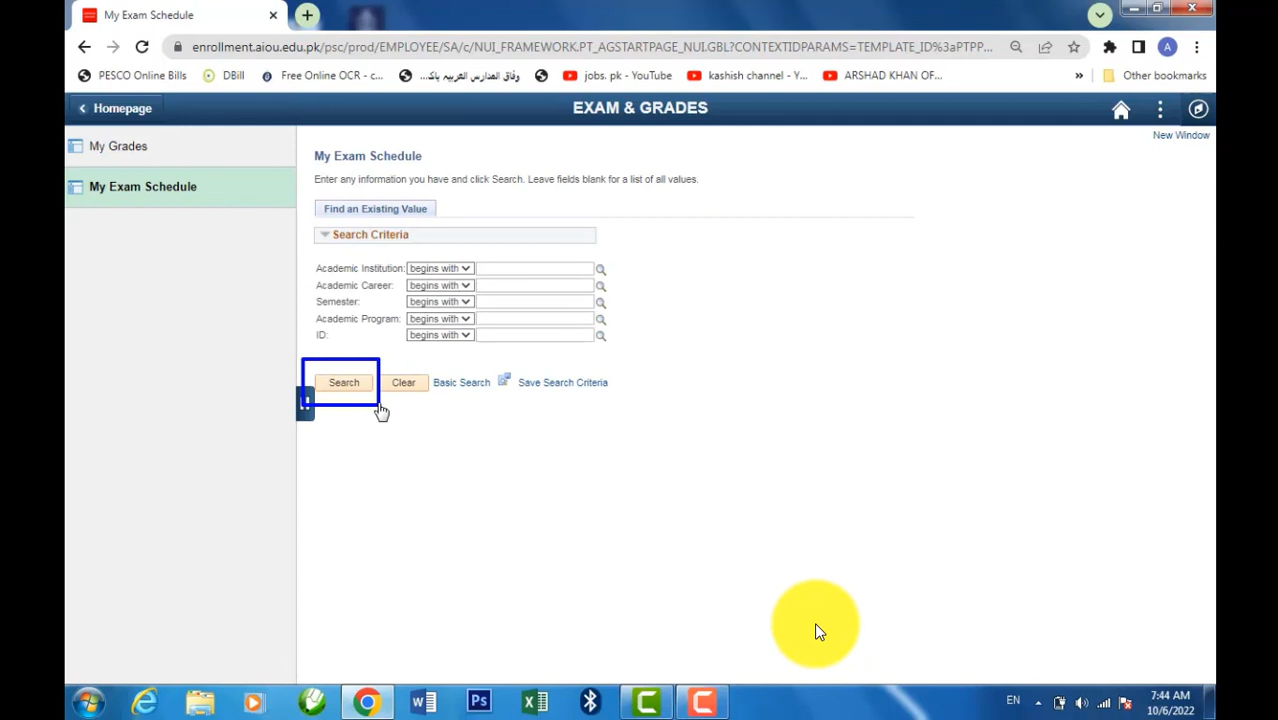 My Exam Schedule
enrollment.aiou.edu.pk/psc/prod/EMPLOYEE/SA/c/NUI_FRAMEWORK.PT_AGSTARTPAGE_NUI.GBL?CONTEXTIDPARAMS=TEMPLATE_ID%3aPTPP...
A
PESCO Online Bills
DBill
Free Online OCR - c...
وفاق المدارس العربیہ پاک...
jobs. pk - YouTube
kashish channel - Y...
ARSHAD KHAN OF...
»
Other bookmarks
Homepage
EXAM & GRADES
New Window
My Grades
My Exam Schedule
My Exam Schedule
Enter any information you have and click Search. Leave fields blank for a list of all values.
Find an Existing Value
Search Criteria
Academic Institution: begins with
Academic Career: begins with
Semester: begins with
Academic Program: begins with
ID: begins with
Search Clear Basic Search Save Search Criteria
Ps
EN
7:44 AM
10/6/2022